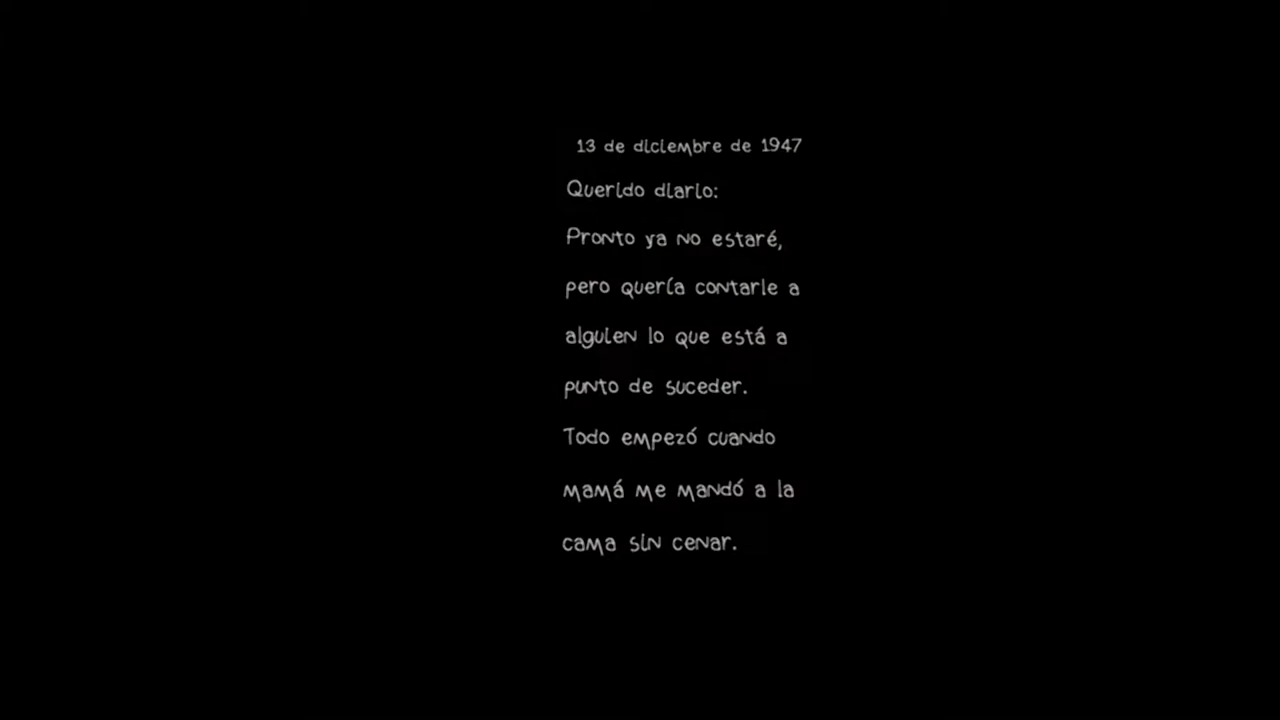 13 de diciembre de 1947
Querido diario:
Pronto ya no estaré,
pero quería contarle a
alguien lo que está a
punto de suceder.
Todo empezó cuando
mamá me mandó a la
cama sin cenar.